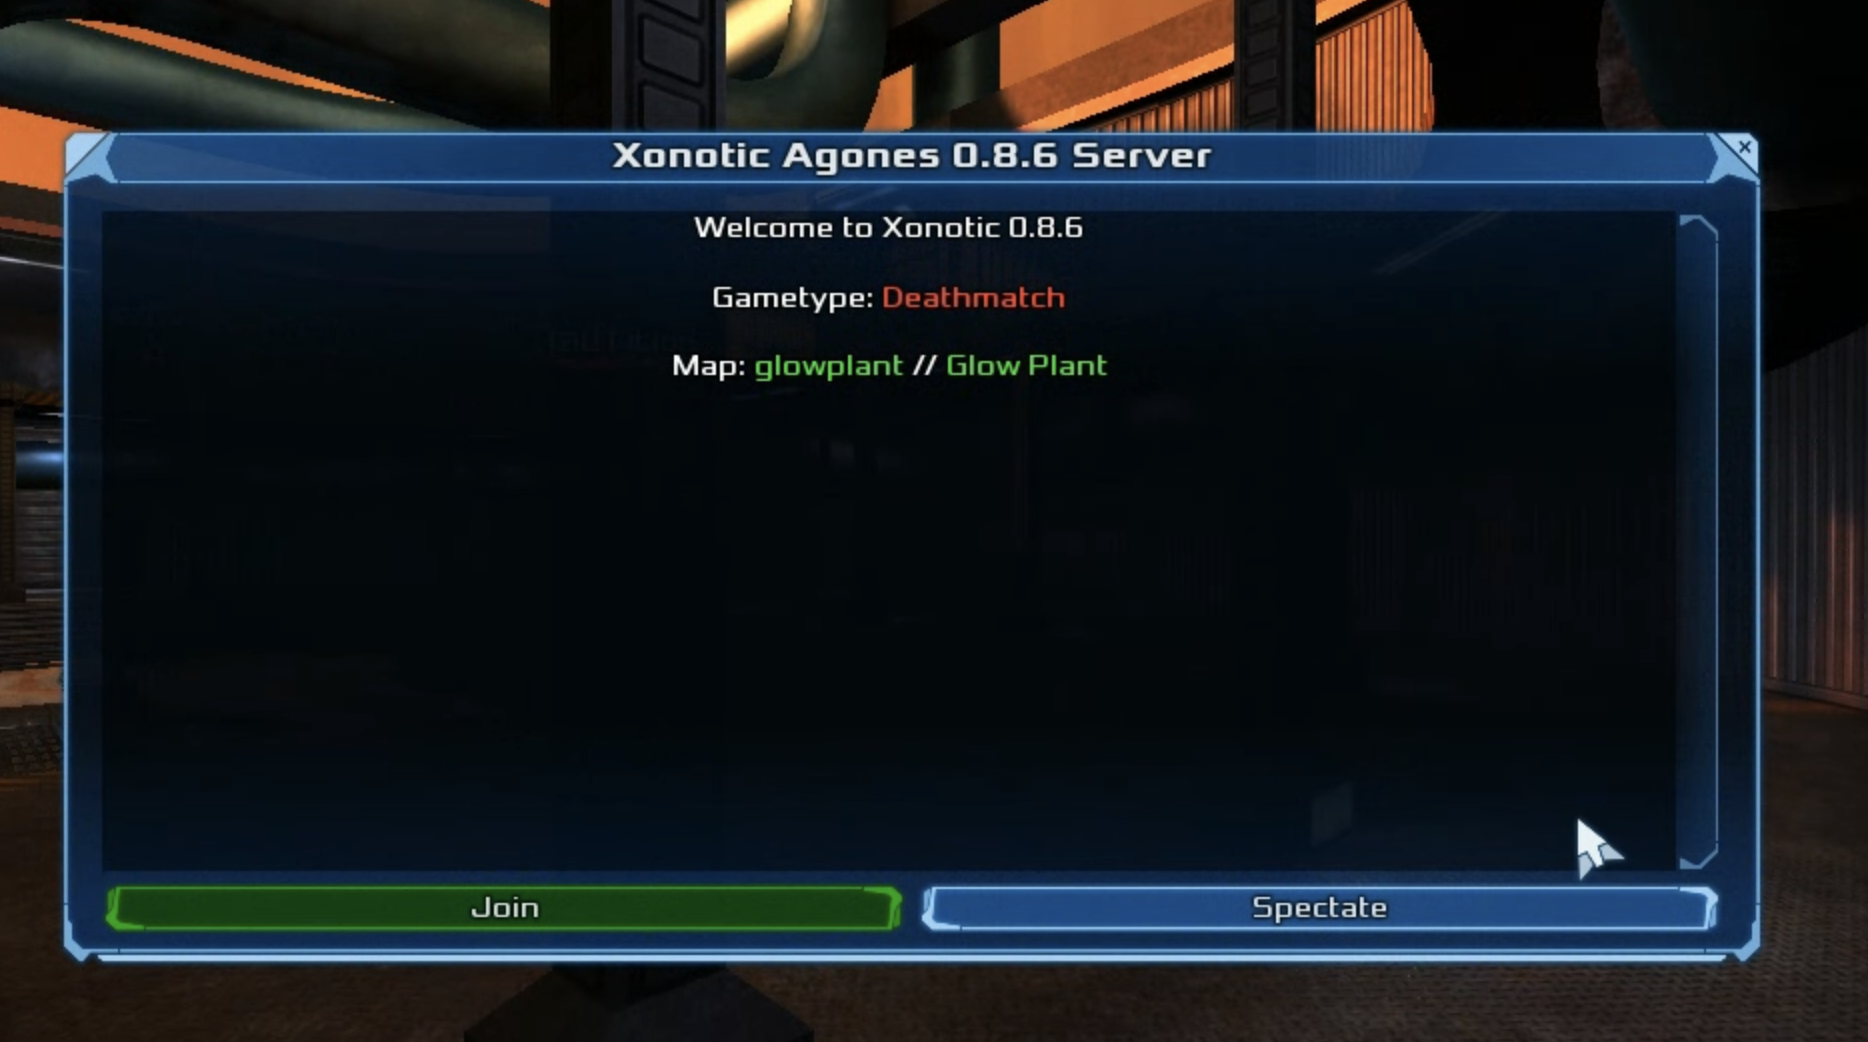 Xonotic Agones 0.8.6 Server
Welcome to Xonotic 0.8.6
Gametype: Deathmatch
Map: glowplant // Glow Plant
Join
Spectate